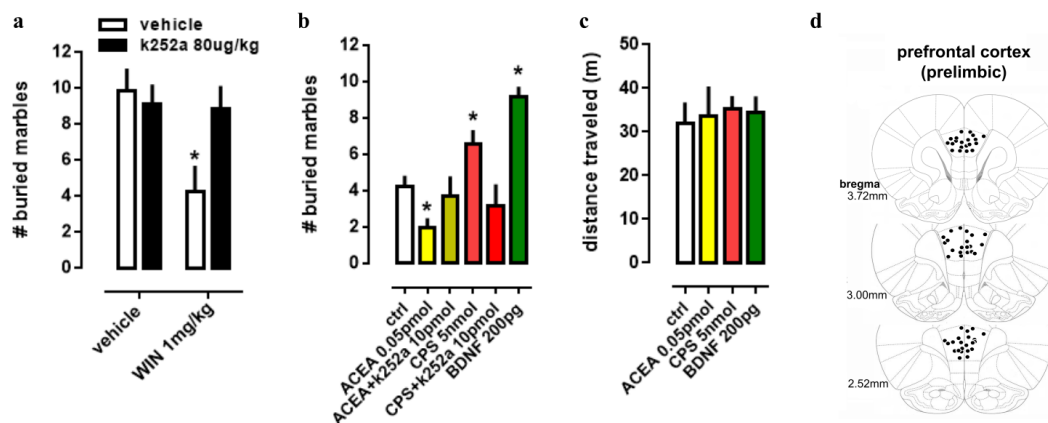 a
vehicle
k252a 80ug/kg
# buried marbles
12
10
8
6
4
2
0
*
vehicle
WIN 1mg/kg
b
# buried marbles
12
10
8
6
4
2
0
*
*
*
ctrl
ACEA 0.05pmol
ACEA+k252a 10pmol
CPS 5nmol
CPS+k252a 10pmol
BDNF 200pg
c
distance traveled (m)
50
40
30
20
10
0
ctrl
ACEA 0.05pmol
CPS 5nmol
BDNF 200pg
d
prefrontal cortex
(prelimbic)
bregma
3.72mm
3.00mm
2.52mm